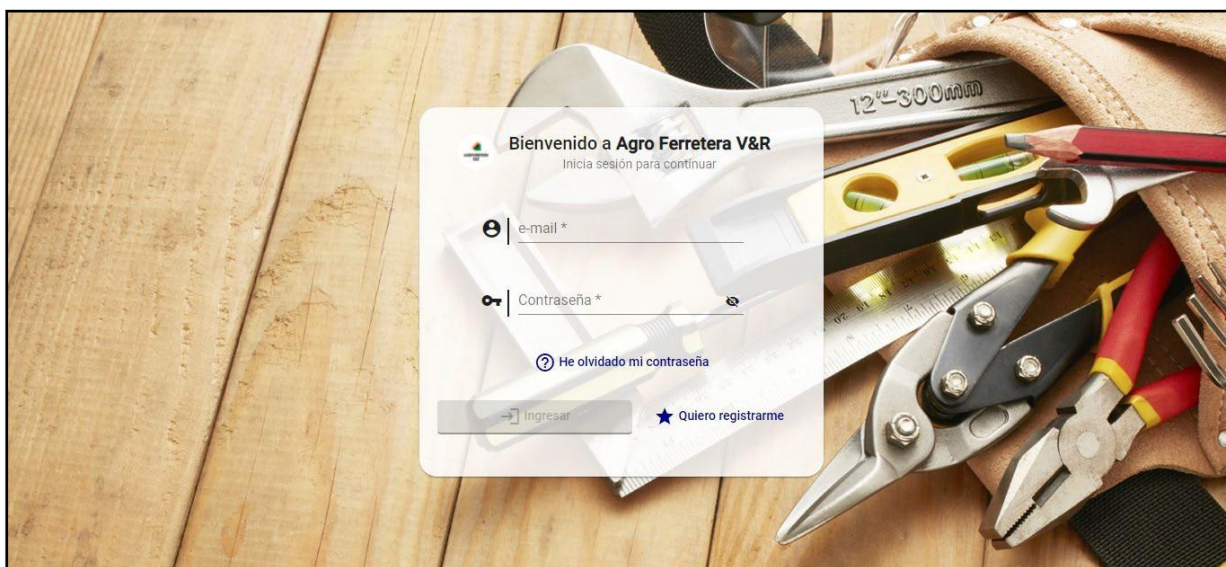 12"-300mm
Bienvenido a Agro Ferretera V&R
Inicia sesión para continuar
e-mail *
Contraseña *
He olvidado mi contraseña
Ingresar
Quiero registrarme